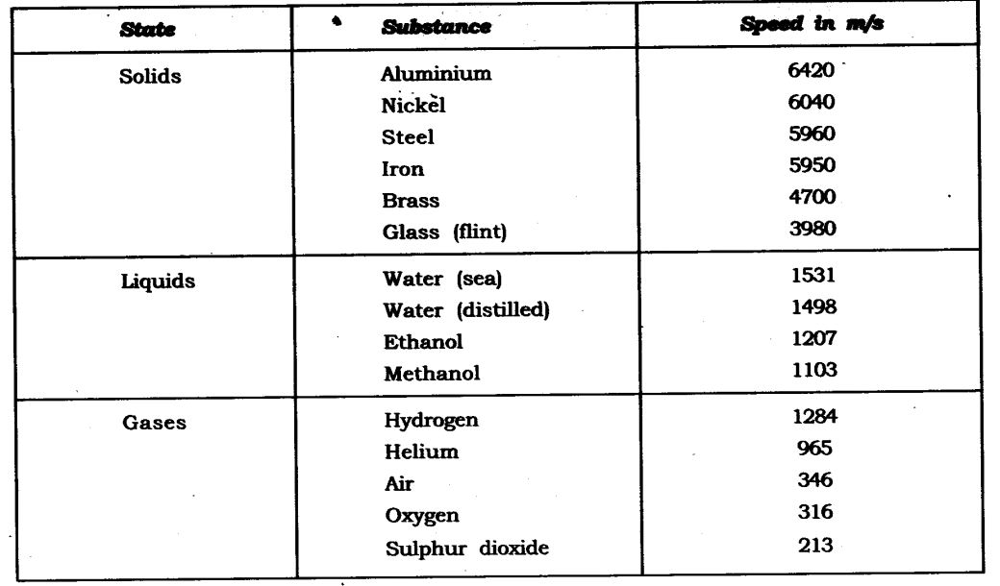 State Substance Speed in m/s
Solids Aluminium 6420
Nickel 6040
Steel 5960
Iron 5950
Brass 4700
Glass (flint) 3980
Liquids Water (sea) 1531
Water (distilled) 1498
Ethanol 1207
Methanol 1103
Gases Hydrogen 1284
Helium 965
Air 346
Oxygen 316
Sulphur dioxide 213